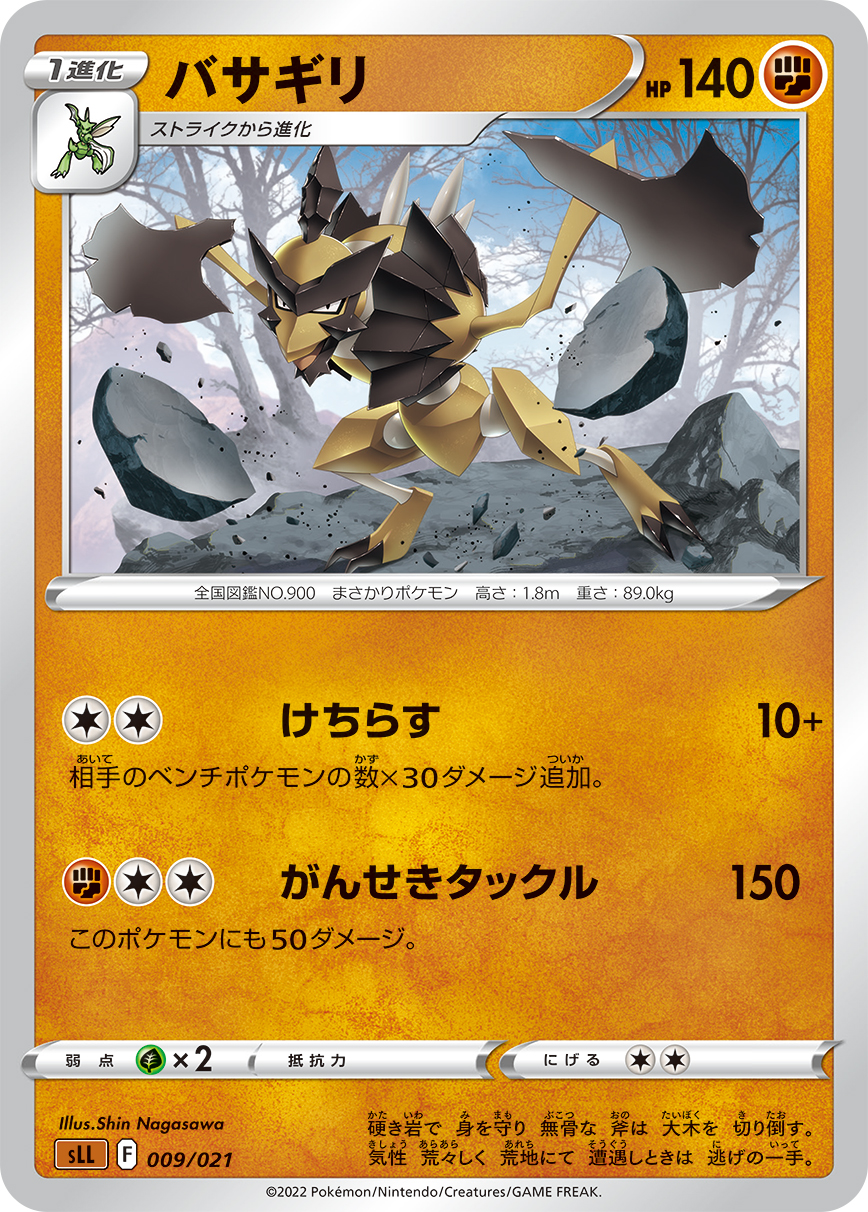 1進化
バサギリ
HP 140
ストライクから進化
全国図鑑NO.900 まさかりポケモン 高さ:1.8m 重さ:89.0kg
けちらす 10+
相手のベンチポケモンの数×30ダメージ追加。
がんせきタックル 150
このポケモンにも50ダメージ。
弱点 ×2 抵抗力 にげる
Illus.Shin Nagasawa
硬き岩で 身を守り 無骨な 斧は 大木を 切り倒す。
気性 荒々しく 荒地にて 遭遇しときは 逃げの一手。
sLL F 009/021
©2022 Pokémon/Nintendo/Creatures/GAME FREAK.